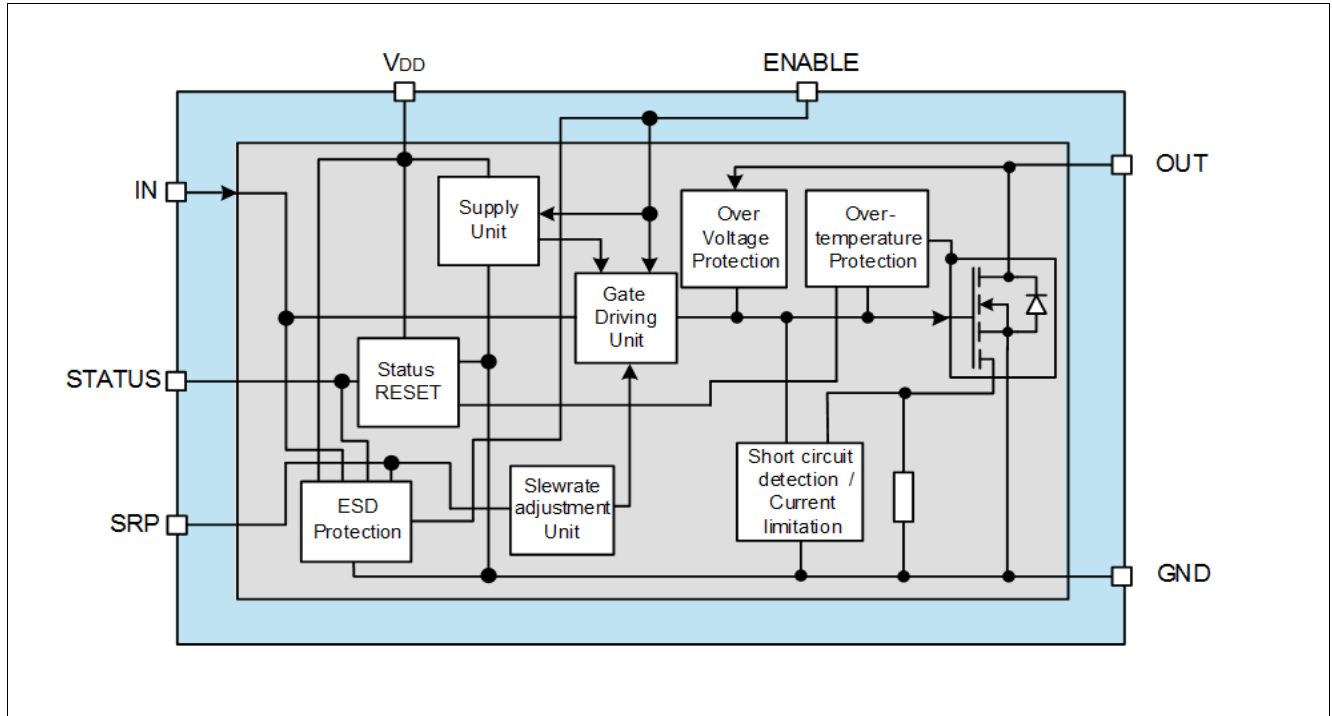 VDD
ENABLE
IN
OUT
Supply
Unit
Over
Voltage
Protection
Over-
temperature
Protection
Gate
Driving
Unit
STATUS
Status
RESET
SRP
ESD
Protection
Slewrate
adjustment
Unit
Short circuit
detection /
Current
limitation
GND